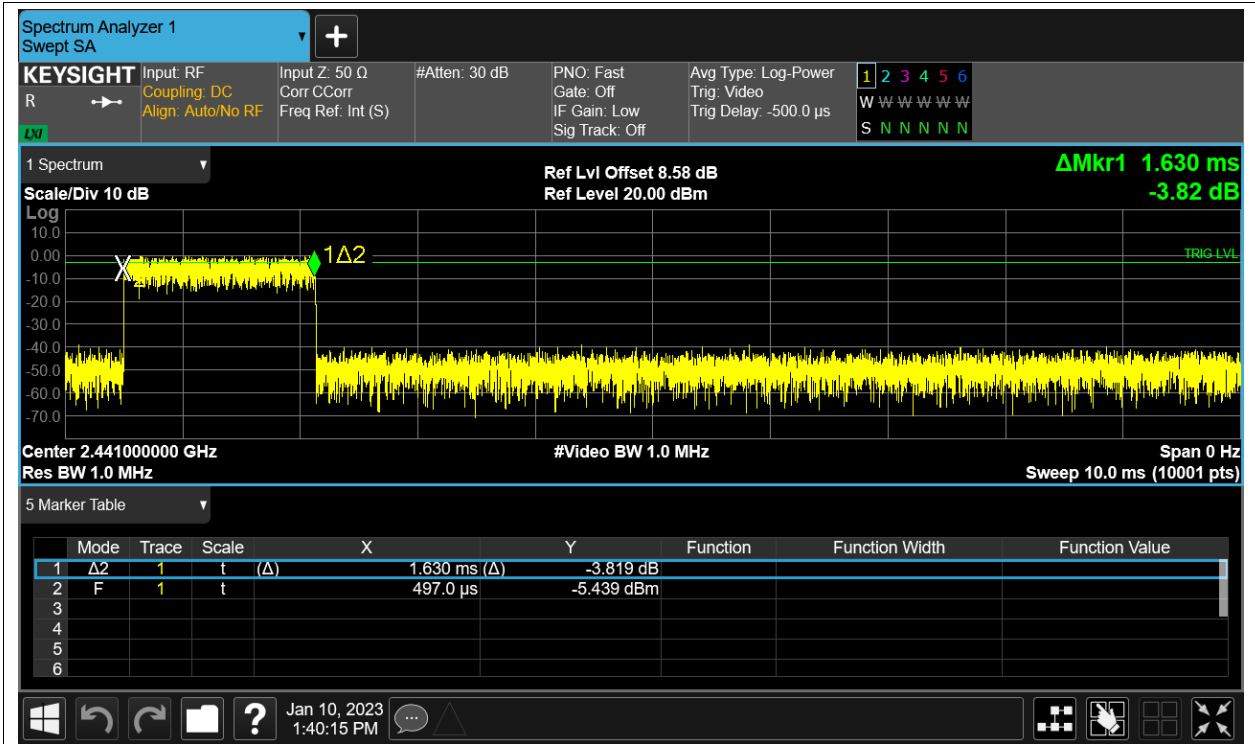 Spectrum Analyzer 1
Swept SA
KEYSIGHT Input: RF Input Z: 50 Ω #Atten: 30 dB PNO: Fast Avg Type: Log-Power 1 2 3 4 5 6
R Coupling: DC Corr CCorr Gate: Off Trig: Video W W W W W W
Align: Auto/No RF Freq Ref: Int (S) IF Gain: Low Trig Delay: -500.0 µs
LXI Sig Track: Off S N N N N N
1 Spectrum Ref Lvl Offset 8.58 dB ΔMkr1 1.630 ms
Scale/Div 10 dB Ref Level 20.00 dBm -3.82 dB
Log
10.0
0.00 1Δ2 TRIG LVL
-10.0
-20.0
-30.0
-40.0
-50.0
-60.0
-70.0
Center 2.441000000 GHz #Video BW 1.0 MHz Span 0 Hz
Res BW 1.0 MHz Sweep 10.0 ms (10001 pts)
5 Marker Table
Mode Trace Scale X Y Function Function Width Function Value
1 Δ2 1 t (Δ) 1.630 ms (Δ) -3.819 dB
2 F 1 t 497.0 µs -5.439 dBm
3
4
5
6
? Jan 10, 2023
1:40:15 PM